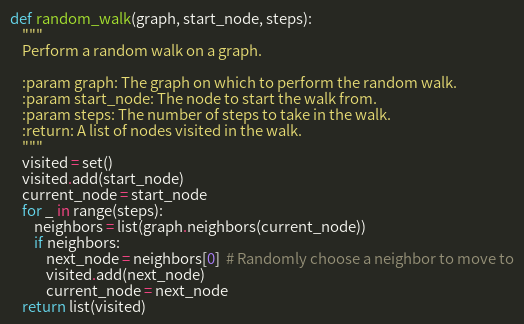 def random_walk(graph, start_node, steps):
    """
    Perform a random walk on a graph.

    :param graph: The graph on which to perform the random walk.
    :param start_node: The node to start the walk from.
    :param steps: The number of steps to take in the walk.
    :return: A list of nodes visited in the walk.
    """
    visited = set()
    visited.add(start_node)
    current_node = start_node
    for _ in range(steps):
        neighbors = list(graph.neighbors(current_node))
        if neighbors:
            next_node = neighbors[0]  # Randomly choose a neighbor to move to
            visited.add(next_node)
            current_node = next_node
    return list(visited)